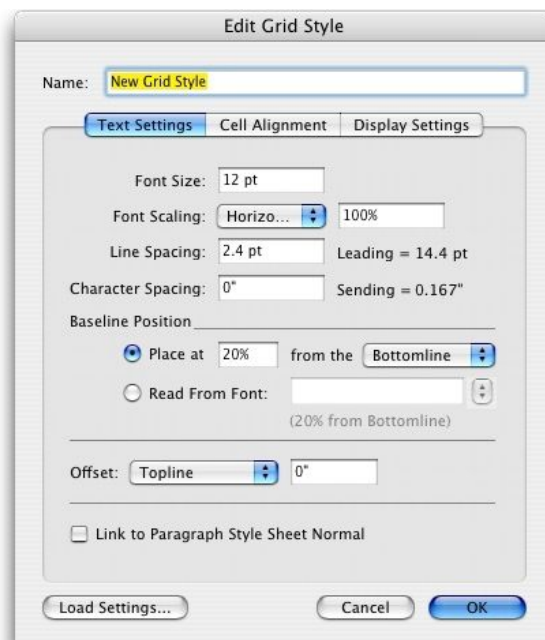 Edit Grid Style
Name: New Grid Style
Text Settings Cell Alignment Display Settings
Font Size: 12 pt
Font Scaling: Horizo... 100%
Line Spacing: 2.4 pt Leading = 14.4 pt
Character Spacing: 0" Sending = 0.167"
Baseline Position
Place at 20% from the Bottomline
Read From Font:
(20% from Bottomline)
Offset: Topline 0"
Link to Paragraph Style Sheet Normal
Load Settings... Cancel OK